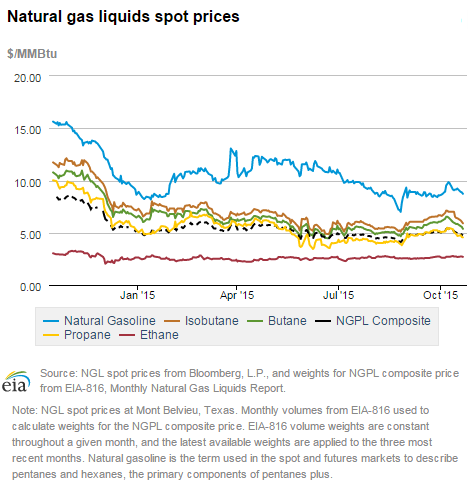 Natural gas liquids spot prices
$/MMBtu
20.00
15.00
10.00
5.00
0.00
Jan '15 Apr '15 Jul '15 Oct '15
Natural Gasoline Isobutane Butane NGPL Composite
Propane Ethane
eia
Source: NGL spot prices from Bloomberg, L.P., and weights for NGPL composite price
from EIA-816, Monthly Natural Gas Liquids Report.
Note: NGL spot prices at Mont Belvieu, Texas. Monthly volumes from EIA-816 used to
calculate weights for the NGPL composite price. EIA-816 volume weights are constant
throughout a given month, and the latest available weights are applied to the three most
recent months. Natural gasoline is the term used in the spot and futures markets to describe
pentanes and hexanes, the primary components of pentanes plus.